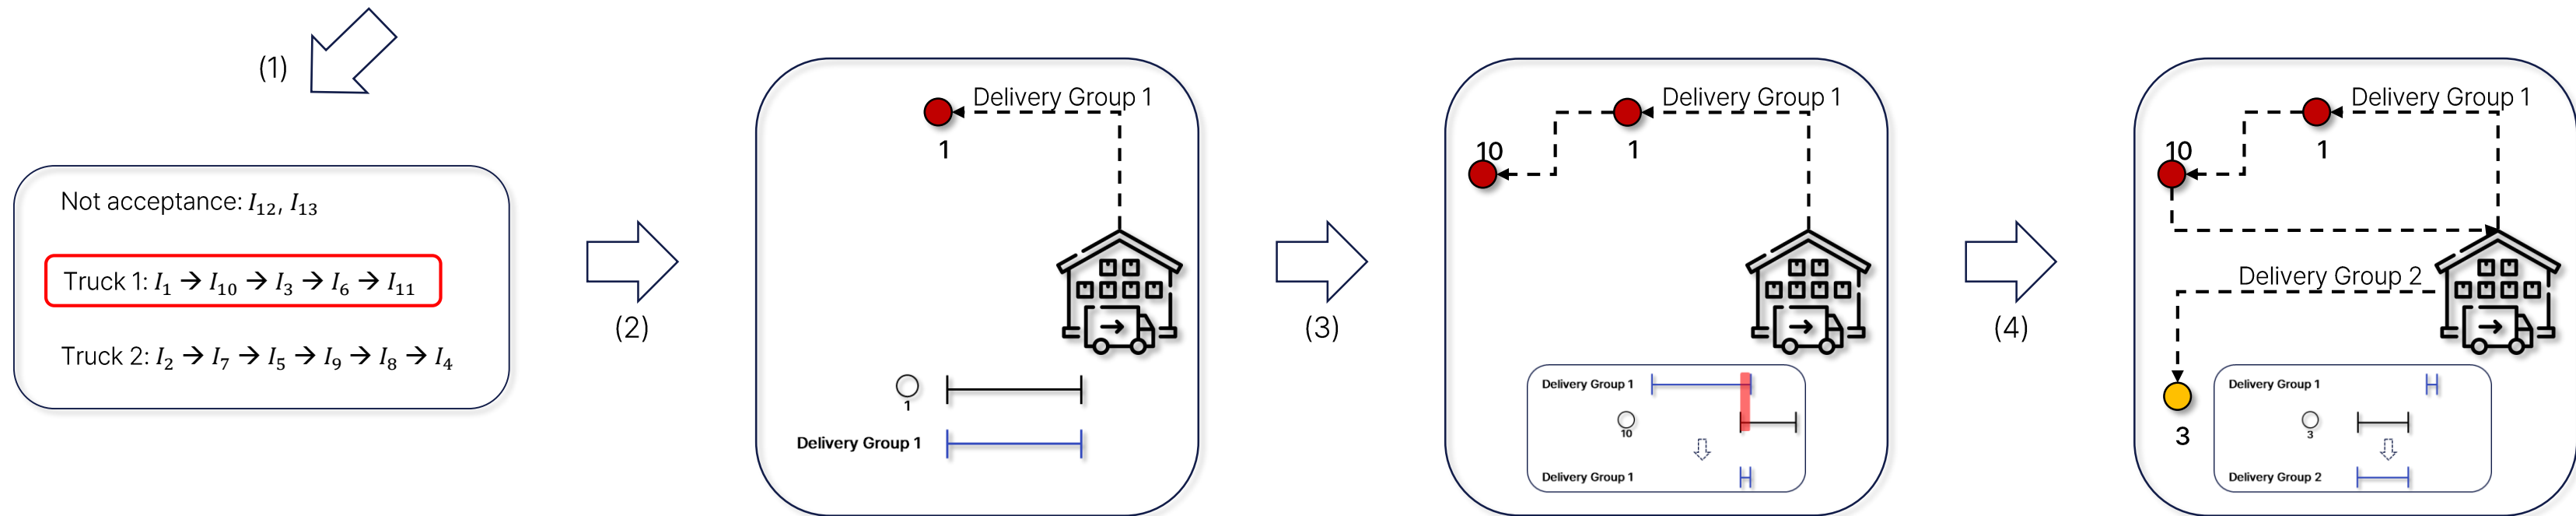 (1)
Not acceptance: I₁₂, I₁₃
Truck 1: I₁ → I₁₀ → I₃ → I₆ → I₁₁
Truck 2: I₂ → I₇ → I₅ → I₉ → I₈ → I₄
(2)
Delivery Group 1
1
1
Delivery Group 1
(3)
Delivery Group 1
10
1
Delivery Group 1
10
Delivery Group 1
(4)
Delivery Group 1
10
1
Delivery Group 2
3
Delivery Group 1
3
Delivery Group 2